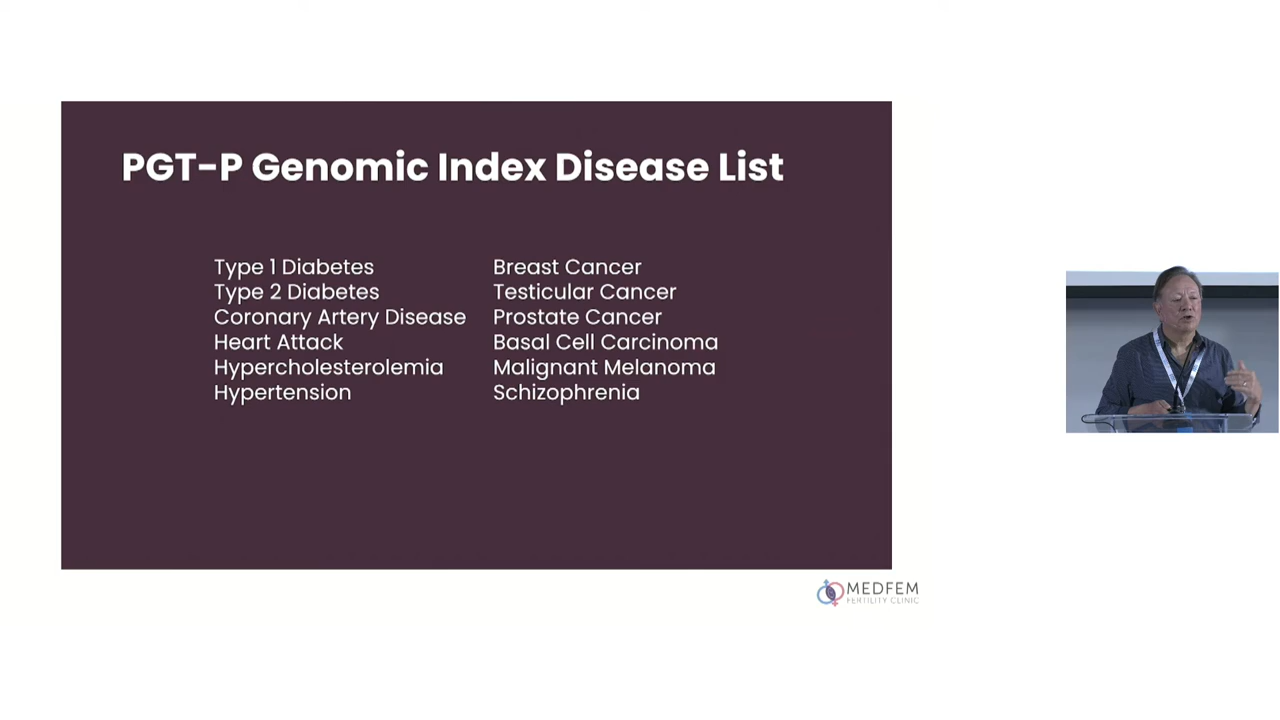 PGT-P Genomic Index Disease List
Type 1 Diabetes
Type 2 Diabetes
Coronary Artery Disease
Heart Attack
Hypercholesterolemia
Hypertension
Breast Cancer
Testicular Cancer
Prostate Cancer
Basal Cell Carcinoma
Malignant Melanoma
Schizophrenia
MEDFEM
FERTILITY CLINIC